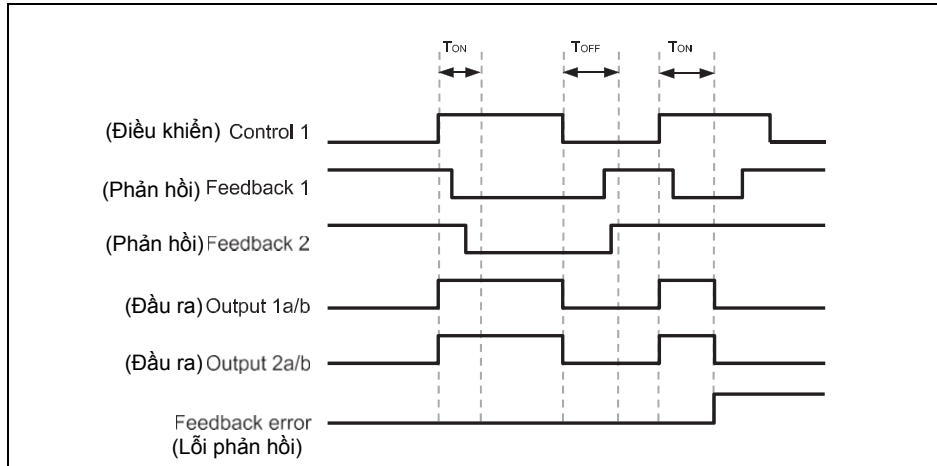 TON TOFF TON
(Điều khiển) Control 1
(Phản hồi) Feedback 1
(Phản hồi) Feedback 2
(Đầu ra) Output 1a/b
(Đầu ra) Output 2a/b
Feedback error
(Lỗi phản hồi)